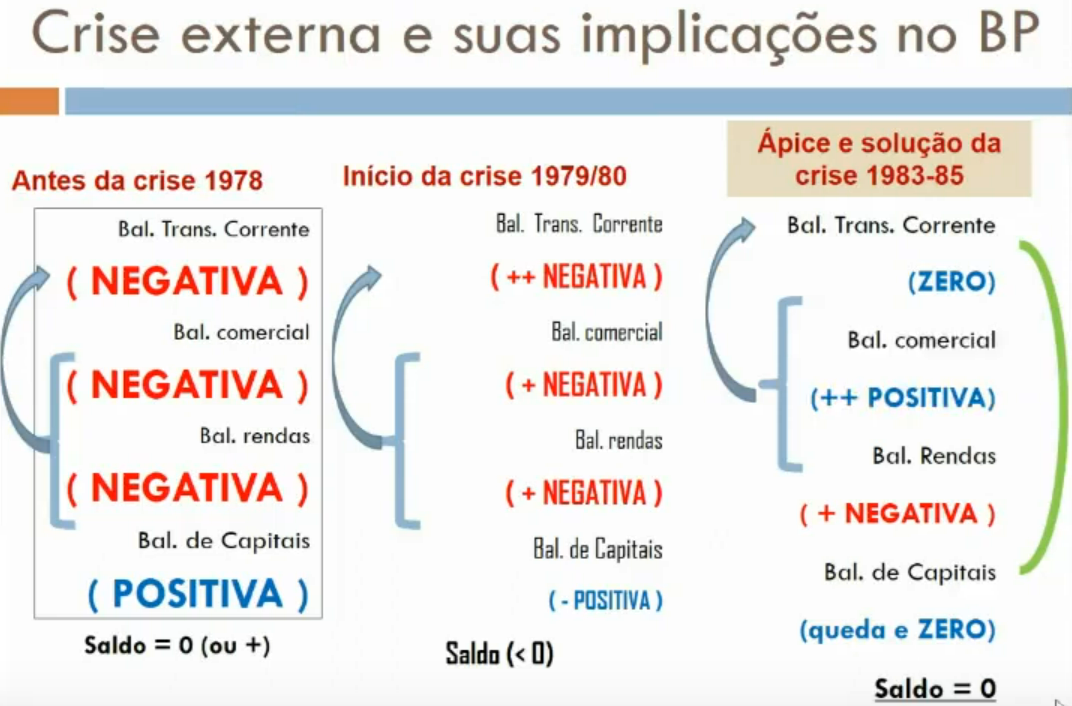 Crise externa e suas implicações no BP
Antes da crise 1978
Bal. Trans. Corrente
( NEGATIVA )
Bal. comercial
( NEGATIVA )
Bal. rendas
( NEGATIVA )
Bal. de Capitais
( POSITIVA )
Saldo = 0 (ou +)
Início da crise 1979/80
Bal. Trans. Corrente
( ++ NEGATIVA )
Bal. comercial
( + NEGATIVA )
Bal. rendas
( + NEGATIVA )
Bal. de Capitais
( - POSITIVA )
Saldo (< 0)
Ápice e solução da
crise 1983-85
Bal. Trans. Corrente
(ZERO)
Bal. comercial
(++ POSITIVA)
Bal. Rendas
( + NEGATIVA )
Bal. de Capitais
(queda e ZERO)
Saldo = 0